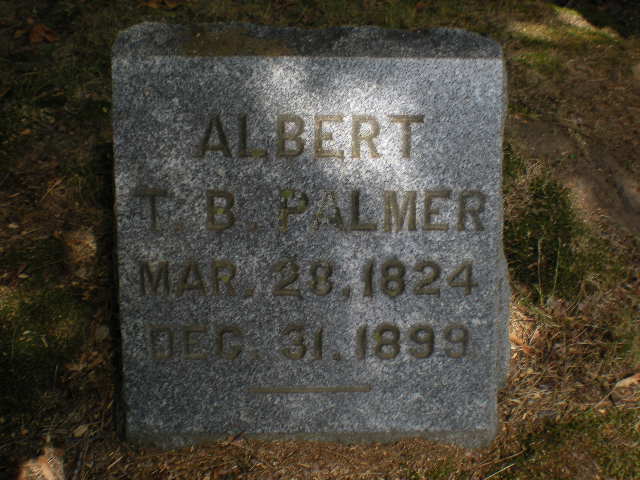 ALBERT
T. B. PALMER
MAR. 28. 1824
DEC. 31. 1899